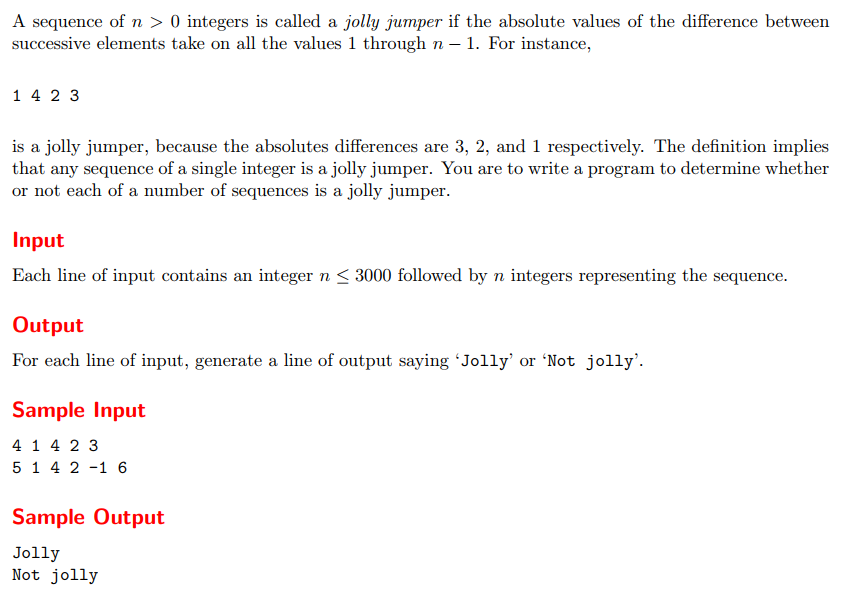 A sequence of n > 0 integers is called a jolly jumper if the absolute values of the difference between
successive elements take on all the values 1 through n − 1. For instance,
1 4 2 3
is a jolly jumper, because the absolutes differences are 3, 2, and 1 respectively. The definition implies
that any sequence of a single integer is a jolly jumper. You are to write a program to determine whether
or not each of a number of sequences is a jolly jumper.
Input
Each line of input contains an integer n ≤ 3000 followed by n integers representing the sequence.
Output
For each line of input, generate a line of output saying ‘Jolly’ or ‘Not jolly’.
Sample Input
4 1 4 2 3
5 1 4 2 -1 6
Sample Output
Jolly
Not jolly